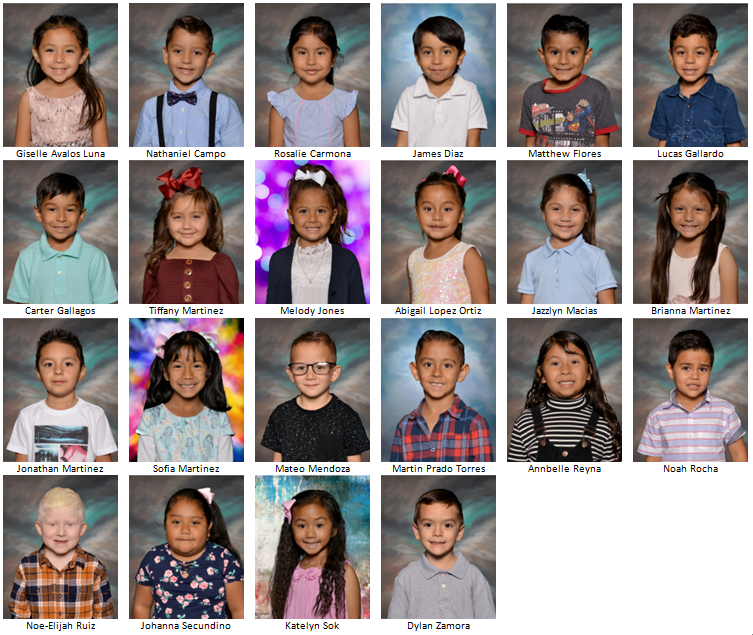 Giselle Avalos Luna Nathaniel Campo Rosalie Carmona James Diaz Matthew Flores Lucas Gallardo
Carter Gallagos Tiffany Martinez Melody Jones Abigail Lopez Ortiz Jazzlyn Macias Brianna Martinez
Jonathan Martinez Sofia Martinez Mateo Mendoza Martin Prado Torres Annbelle Reyna Noah Rocha
Noe-Elijah Ruiz Johanna Secundino Katelyn Sok Dylan Zamora